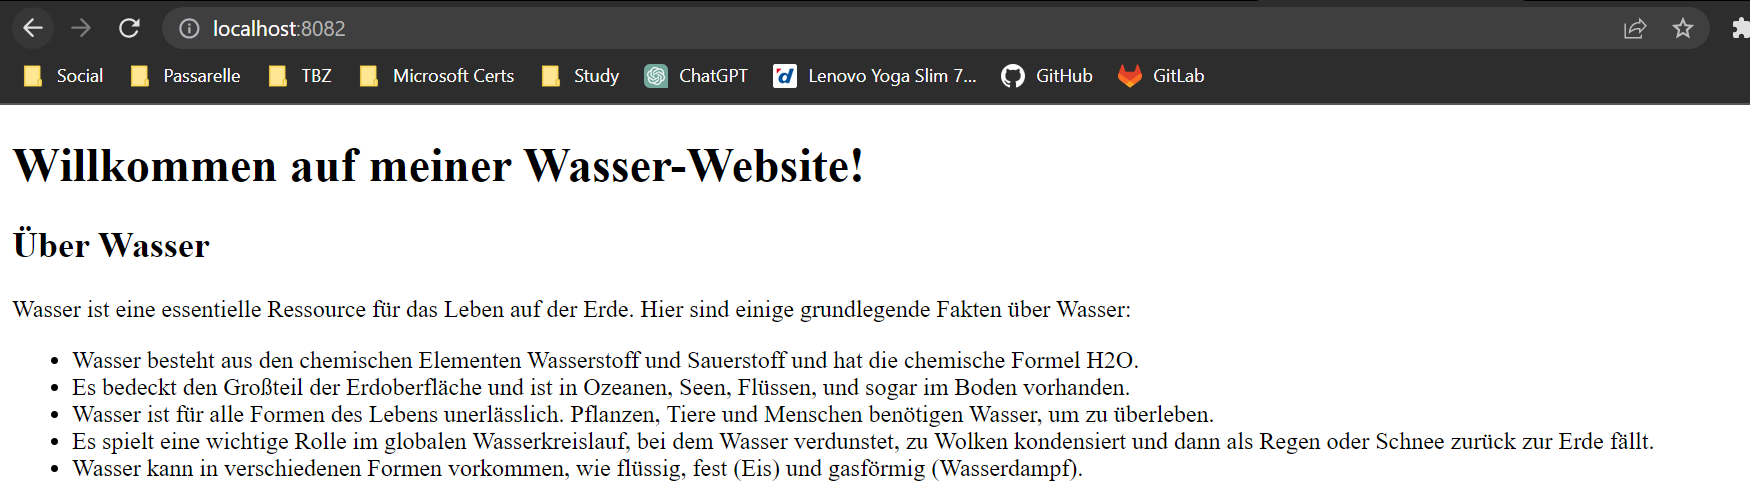 localhost:8082
Social Passarelle TBZ Microsoft Certs Study ChatGPT Lenovo Yoga Slim 7... GitHub GitLab
Willkommen auf meiner Wasser-Website!
Über Wasser
Wasser ist eine essentielle Ressource für das Leben auf der Erde. Hier sind einige grundlegende Fakten über Wasser:
• Wasser besteht aus den chemischen Elementen Wasserstoff und Sauerstoff und hat die chemische Formel H2O.
• Es bedeckt den Großteil der Erdoberfläche und ist in Ozeanen, Seen, Flüssen, und sogar im Boden vorhanden.
• Wasser ist für alle Formen des Lebens unerlässlich. Pflanzen, Tiere und Menschen benötigen Wasser, um zu überleben.
• Es spielt eine wichtige Rolle im globalen Wasserkreislauf, bei dem Wasser verdunstet, zu Wolken kondensiert und dann als Regen oder Schnee zurück zur Erde fällt.
• Wasser kann in verschiedenen Formen vorkommen, wie flüssig, fest (Eis) und gasförmig (Wasserdampf).